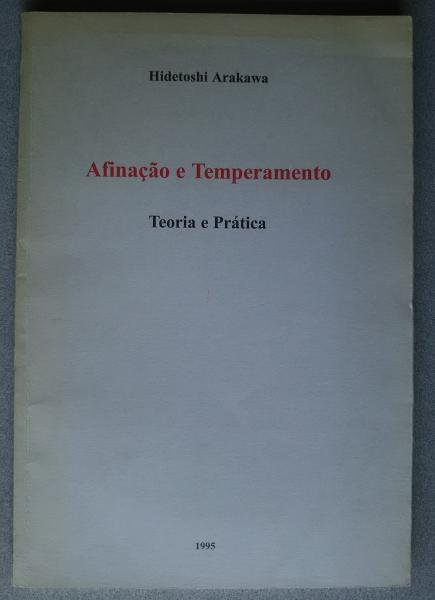 Hidetoshi Arakawa
Afinação e Temperamento
Teoria e Prática
1995